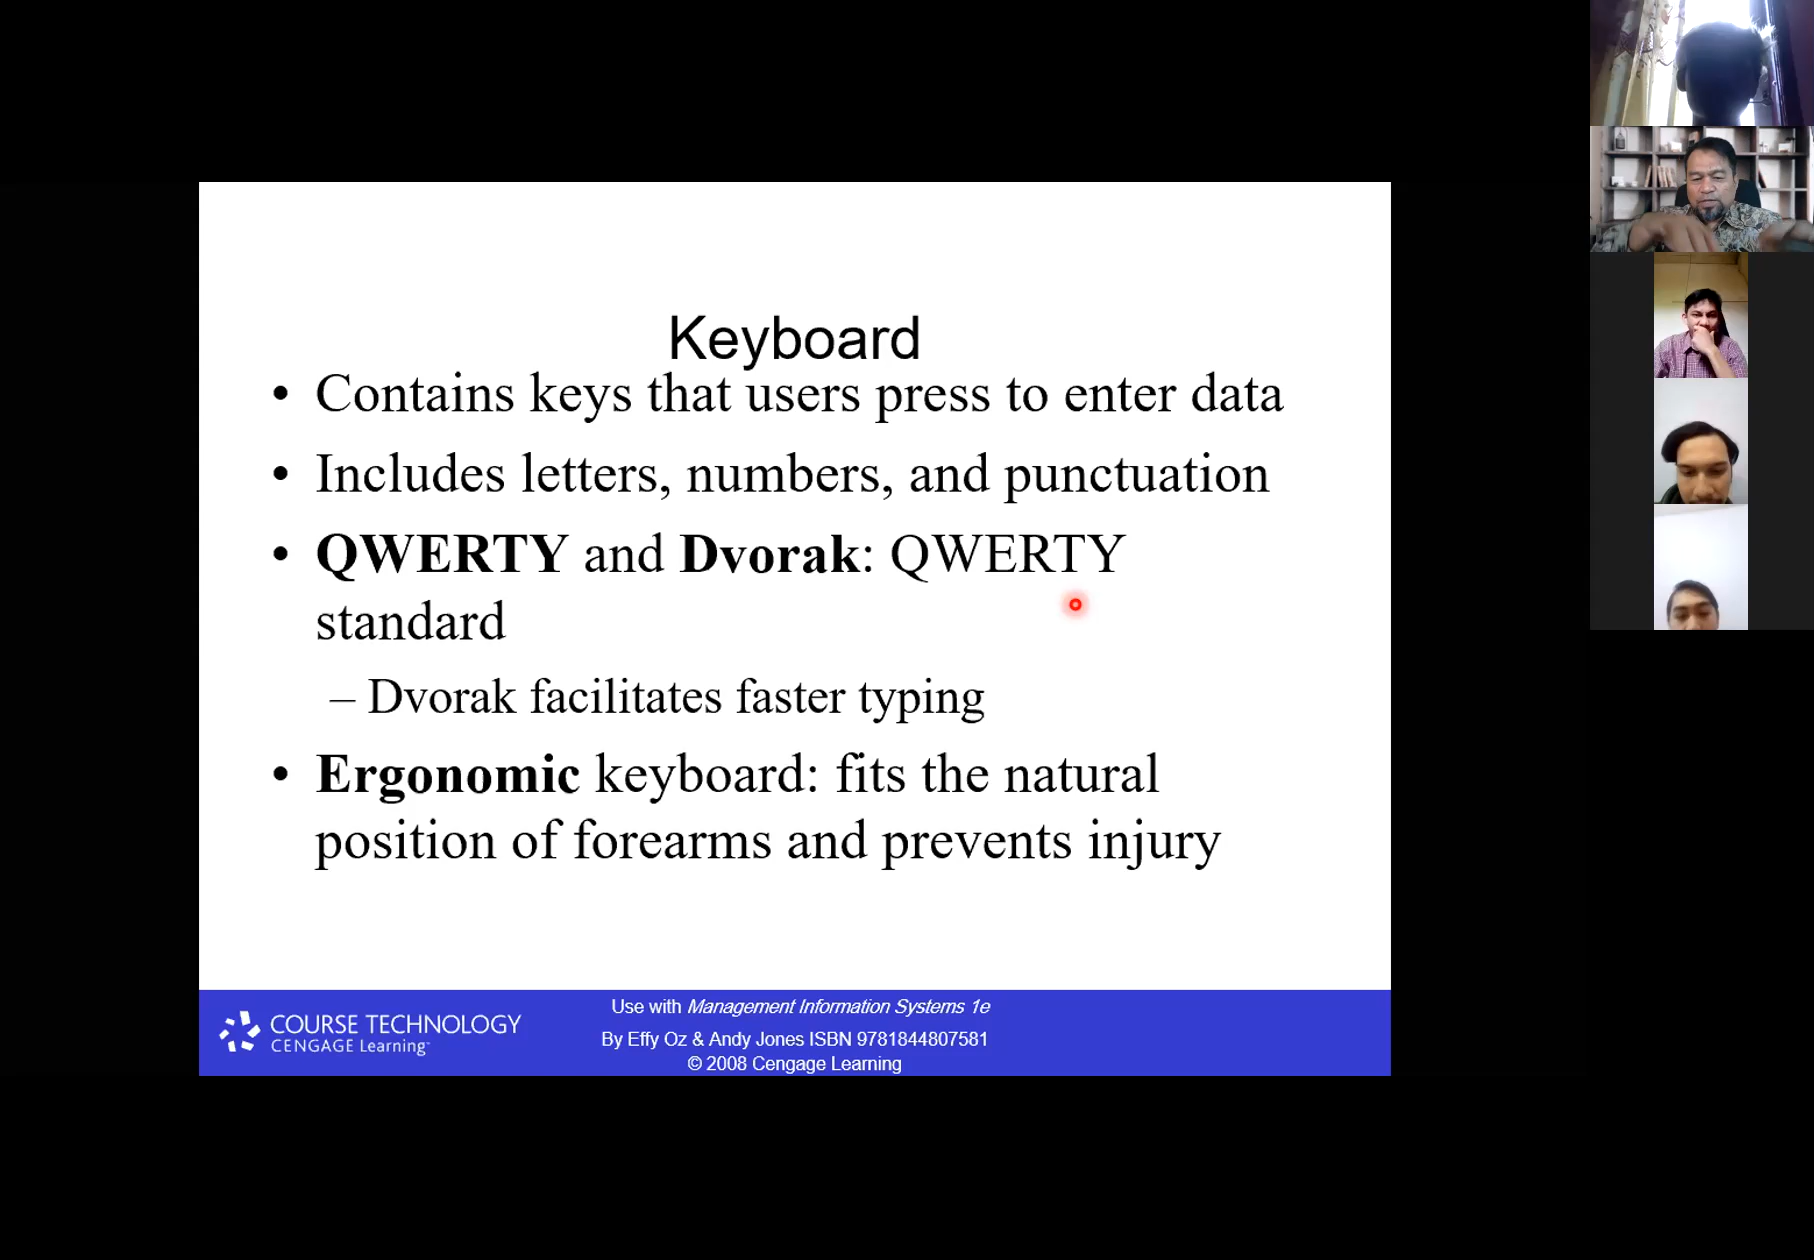 Keyboard
• Contains keys that users press to enter data
• Includes letters, numbers, and punctuation
• QWERTY and Dvorak: QWERTY
standard
– Dvorak facilitates faster typing
• Ergonomic keyboard: fits the natural
position of forearms and prevents injury
COURSE TECHNOLOGY
CENGAGE Learning™
Use with Management Information Systems 1e
By Effy Oz & Andy Jones ISBN 9781844807581
© 2008 Cengage Learning